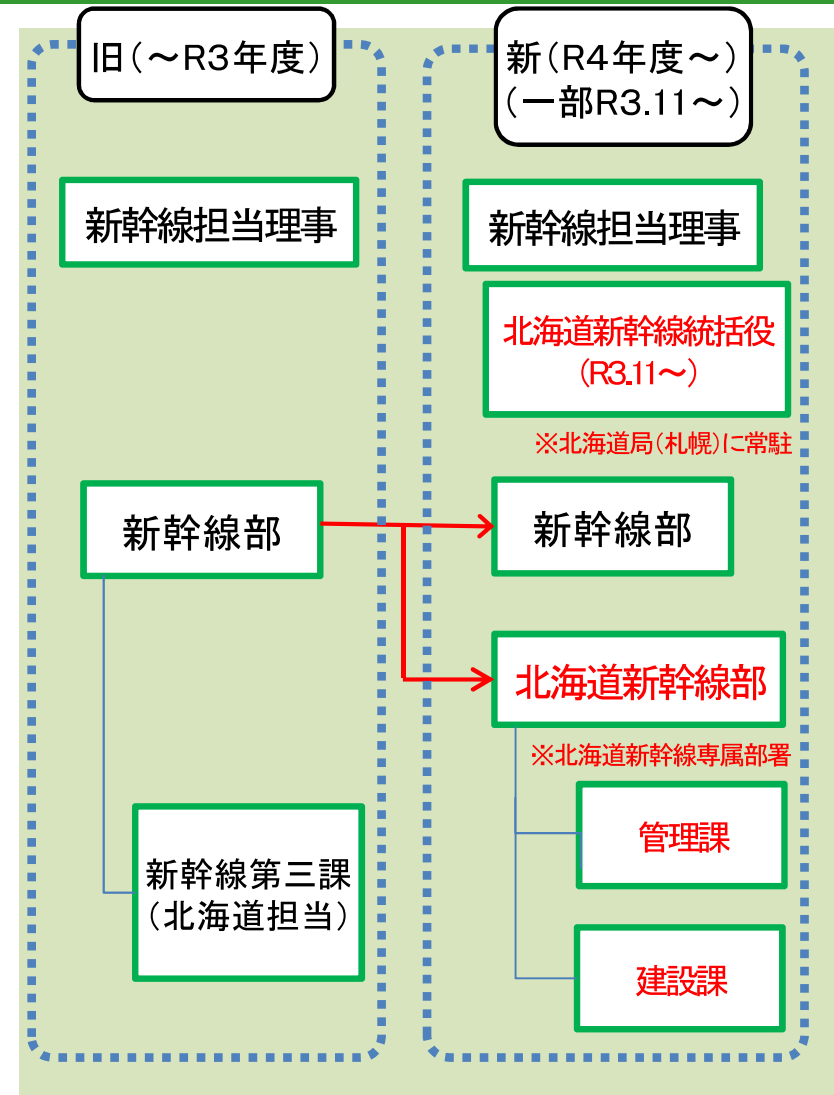 旧(～R3年度)
新幹線担当理事
新幹線部
新幹線第三課
(北海道担当)
新(R4年度～)
(一部R3.11～)
新幹線担当理事
北海道新幹線統括役
(R3.11～)
※北海道局(札幌)に常駐
新幹線部
北海道新幹線部
※北海道新幹線専属部署
管理課
建設課